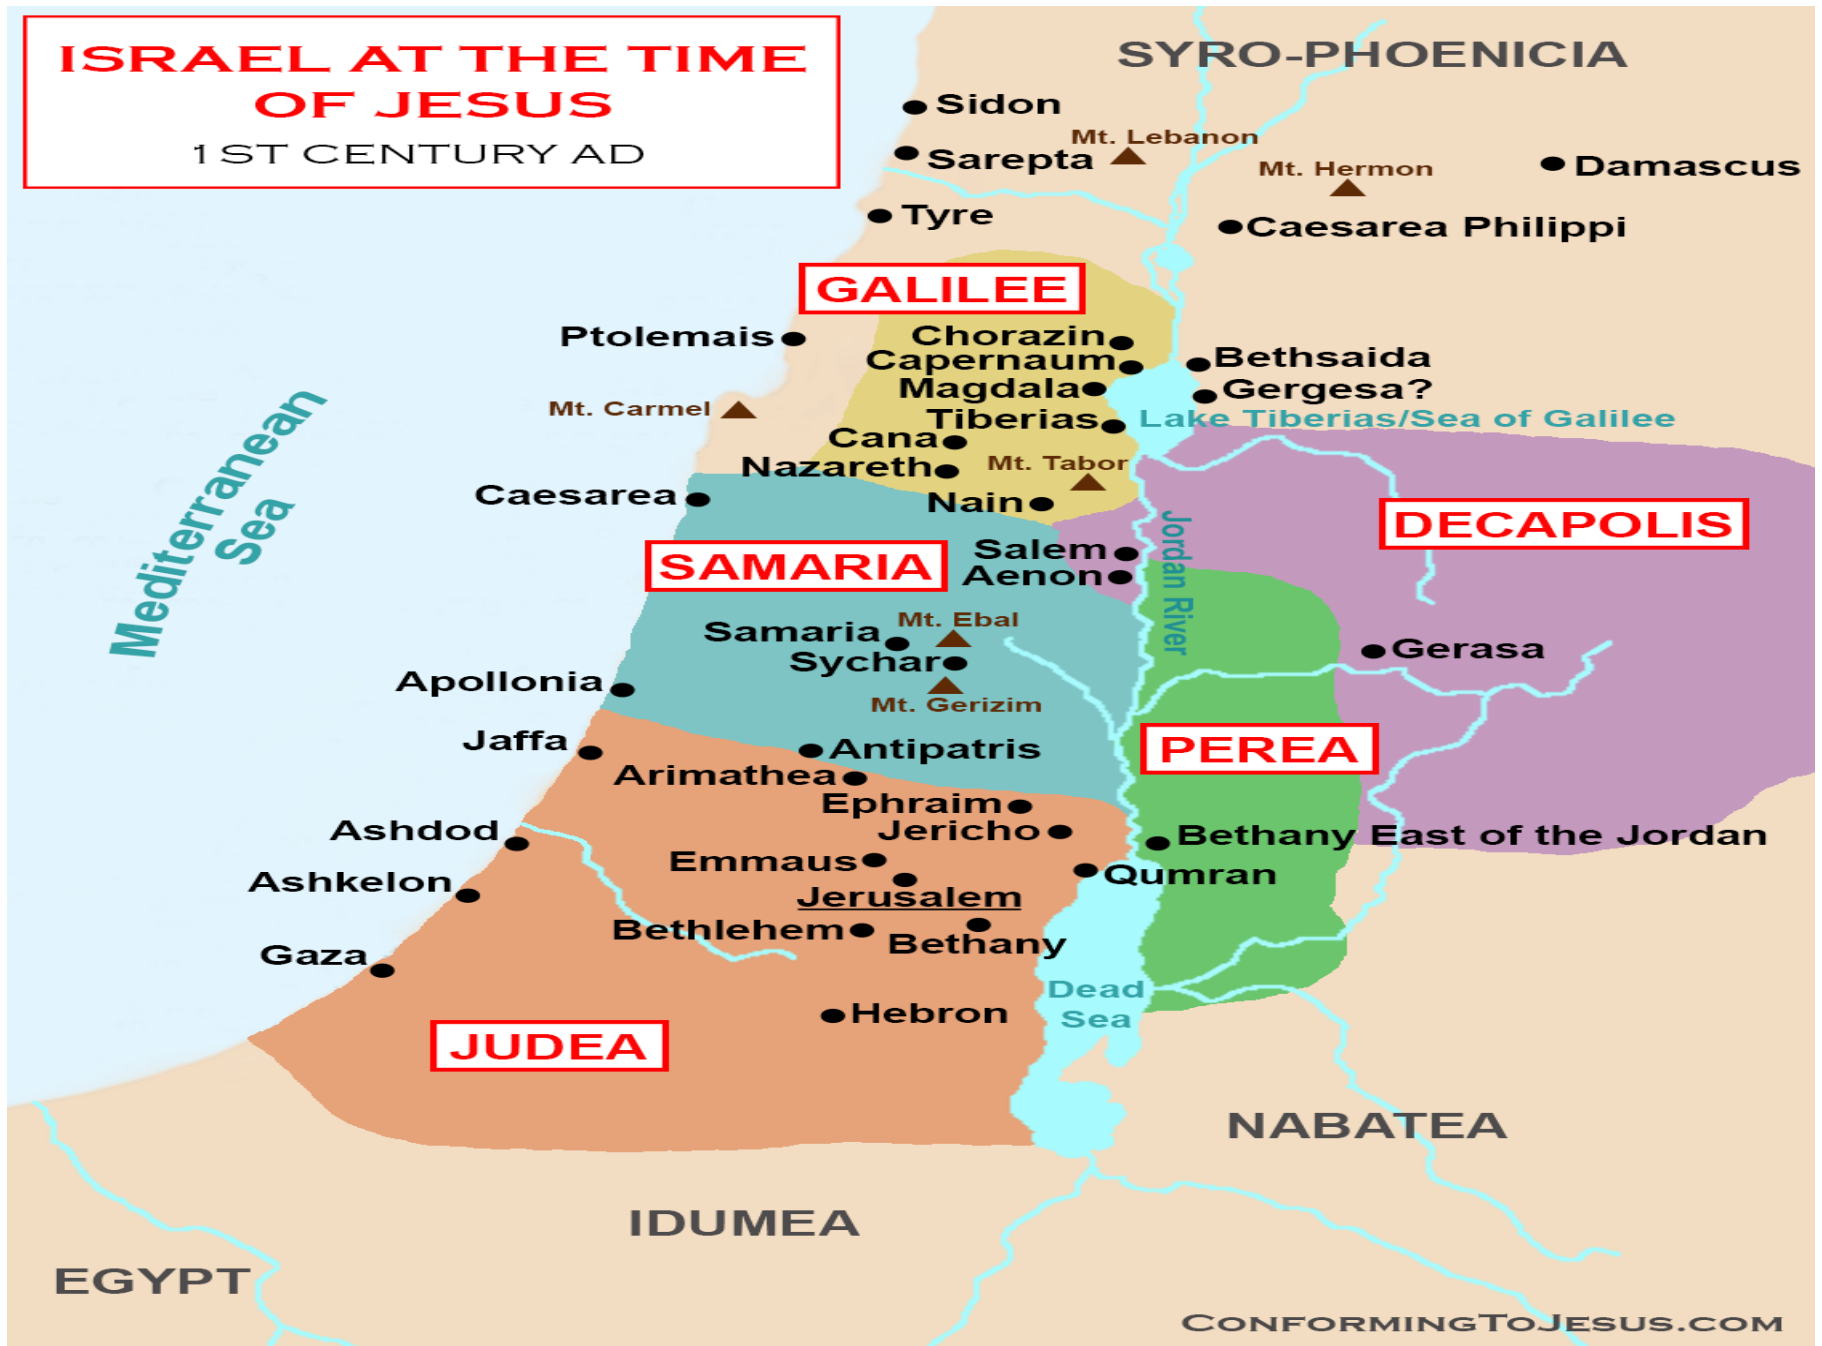 ISRAEL AT THE TIME
OF JESUS
1ST CENTURY AD
SYRO-PHOENICIA
Sidon
Mt. Lebanon
Sarepta
Mt. Hermon
Damascus
Tyre
Caesarea Philippi
GALILEE
Ptolemais
Chorazin
Capernaum
Bethsaida
Magdala
Gergesa?
Mt. Carmel
Tiberias
Lake Tiberias/Sea of Galilee
Cana
Nazareth
Mt. Tabor
Mediterranean
Sea
Caesarea
Nain
DECAPOLIS
Jordan River
SAMARIA
Salem
Aenon
Mt. Ebal
Samaria
Sychar
Gerasa
Apollonia
Mt. Gerizim
Jaffa
Antipatris
PEREA
Arimathea
Ephraim
Ashdod
Jericho
Bethany East of the Jordan
Emmaus
Qumran
Ashkelon
Jerusalem
Bethlehem
Bethany
Gaza
Dead
Sea
Hebron
JUDEA
NABATEA
IDUMEA
EGYPT
CONFORMINGTOJESUS.COM